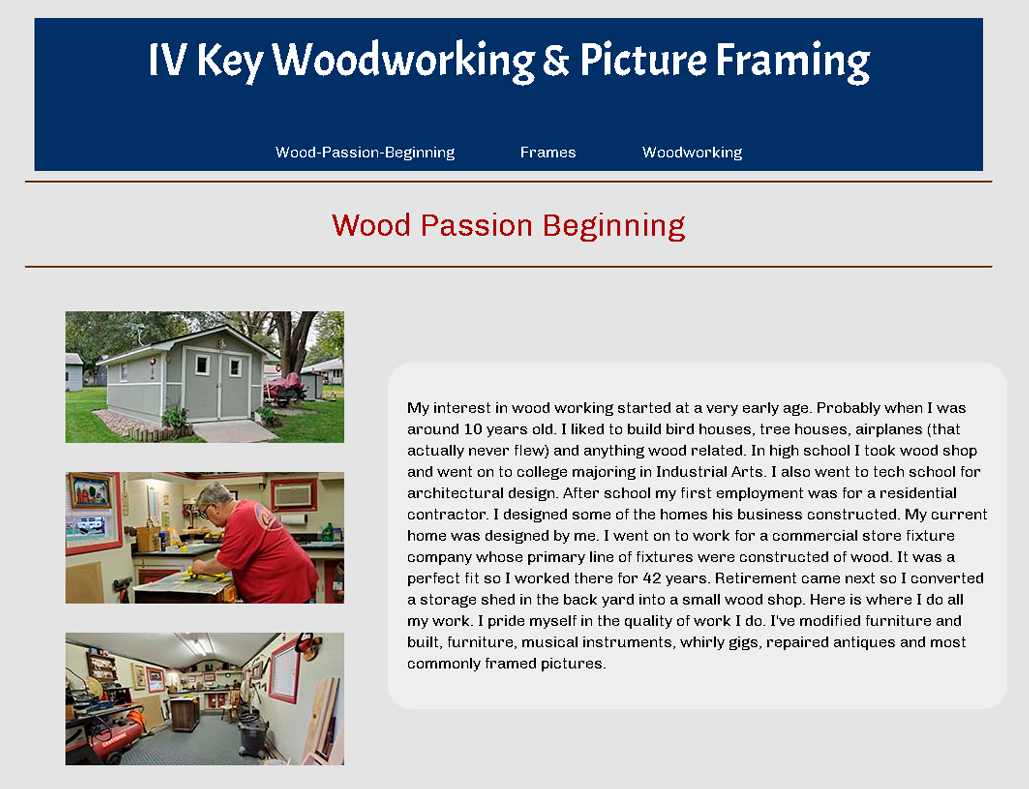 IV Key Woodworking & Picture Framing
Wood-Passion-Beginning Frames Woodworking
Wood Passion Beginning
My interest in wood working started at a very early age. Probably when I was
around 10 years old. I liked to build bird houses, tree houses, airplanes (that
actually never flew) and anything wood related. In high school I took wood shop
and went on to college majoring in Industrial Arts. I also went to tech school for
architectural design. After school my first employment was for a residential
contractor. I designed some of the homes his business constructed. My current
home was designed by me. I went on to work for a commercial store fixture
company whose primary line of fixtures were constructed of wood. It was a
perfect fit so I worked there for 42 years. Retirement came next so I converted
a storage shed in the back yard into a small wood shop. Here is where I do all
my work. I pride myself in the quality of work I do. I've modified furniture and
built, furniture, musical instruments, whirly gigs, repaired antiques and most
commonly framed pictures.